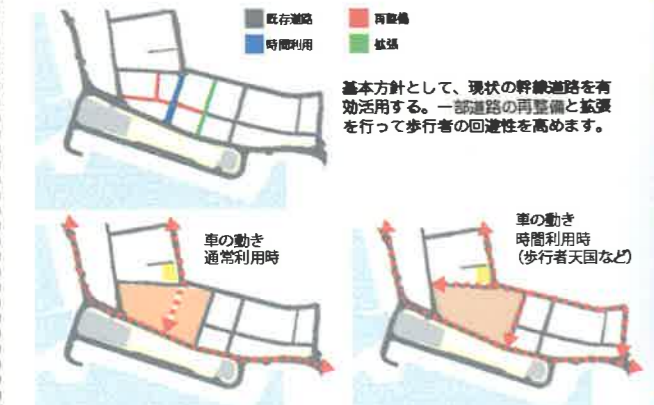 既存道路
再整備
時間利用
拡張
基本方針として、現状の幹線道路を有
効活用する。一部道路の再整備と拡張
を行って歩行者の回遊性を高めます。
車の動き
通常利用時
車の動き
時間利用時
(歩行者天国など)